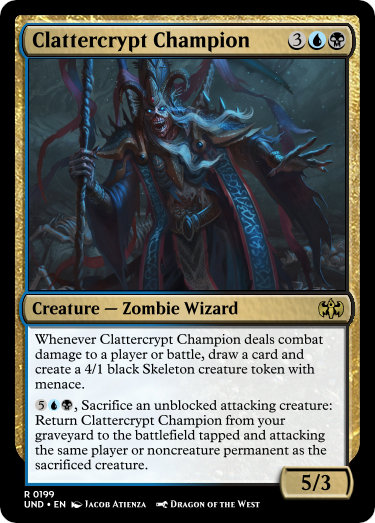 Clattercrypt Champion 3
Creature — Zombie Wizard
Whenever Clattercrypt Champion deals combat
damage to a player or battle, draw a card and
create a 4/1 black Skeleton creature token with
menace.
5, Sacrifice an unblocked attacking creature:
Return Clattercrypt Champion from your
graveyard to the battlefield tapped and attacking
the same player or noncreature permanent as the
sacrificed creature.
5/3
R 0199
UND • EN Jacob Atienza Dragon of the West